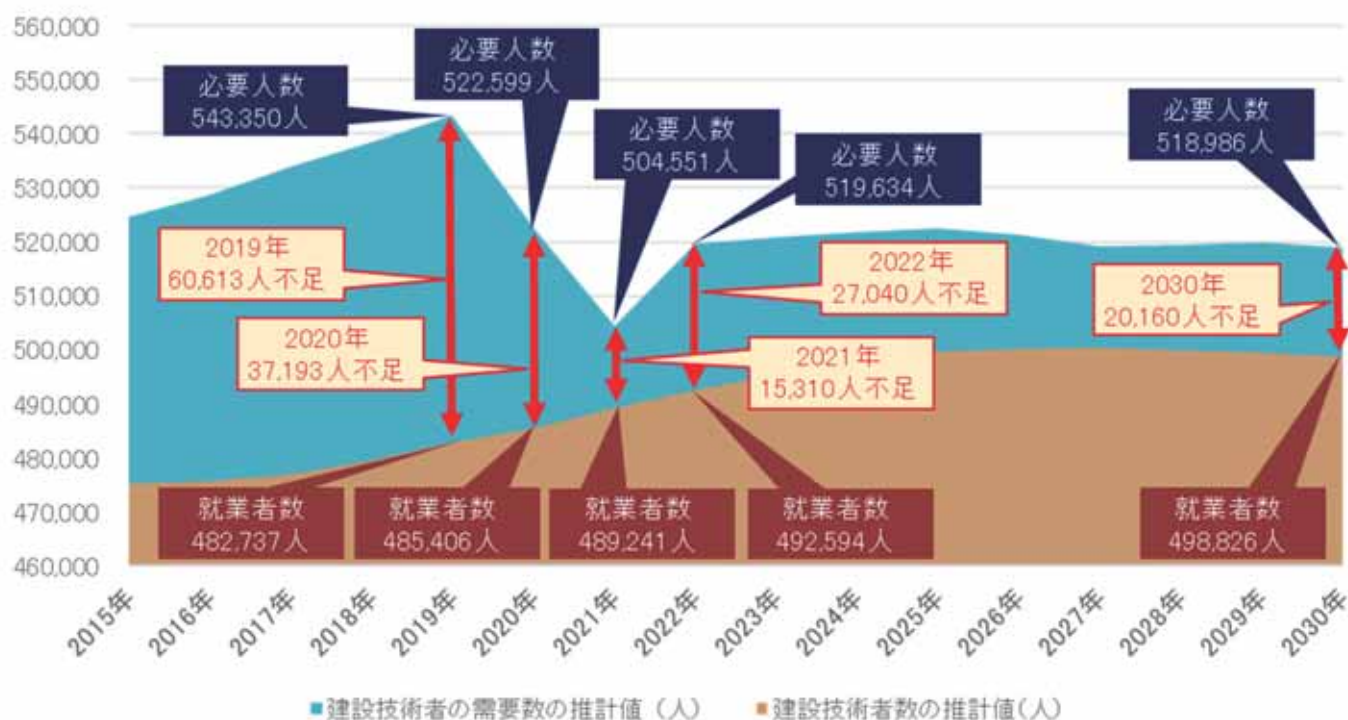 560,000
550,000
540,000
530,000
520,000
510,000
500,000
490,000
480,000
470,000
460,000
必要人数
543,350人
必要人数
522,599人
必要人数
504,551人
必要人数
519,634人
必要人数
518,986人
2019年
60,613人不足
2020年
37,193人不足
2021年
15,310人不足
2022年
27,040人不足
2030年
20,160人不足
就業者数
482,737人
就業者数
485,406人
就業者数
489,241人
就業者数
492,594人
就業者数
498,826人
2015年
2016年
2017年
2018年
2019年
2020年
2021年
2022年
2023年
2024年
2025年
2026年
2027年
2028年
2029年
2030年
建設技術者の需要数の推計値（人）
建設技術者数の推計値(人)